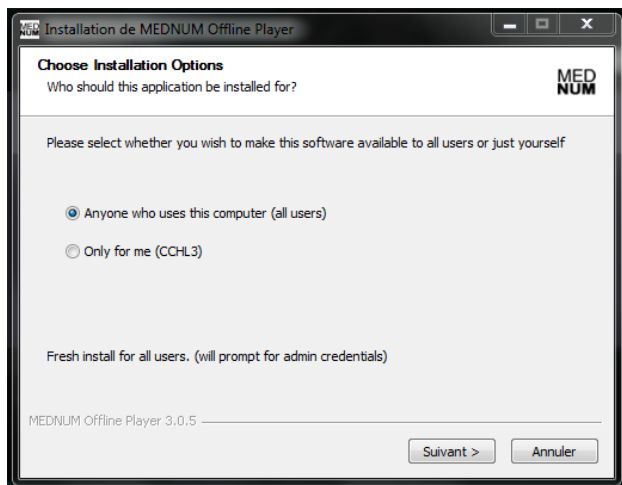 MED
NUM
Installation de MEDNUM Offline Player
Choose Installation Options
Who should this application be installed for?
MED
NUM
Please select whether you wish to make this software available to all users or just yourself
Anyone who uses this computer (all users)
Only for me (CCHL3)
Fresh install for all users. (will prompt for admin credentials)
MEDNUM Offline Player 3.0.5
Suivant >
Annuler